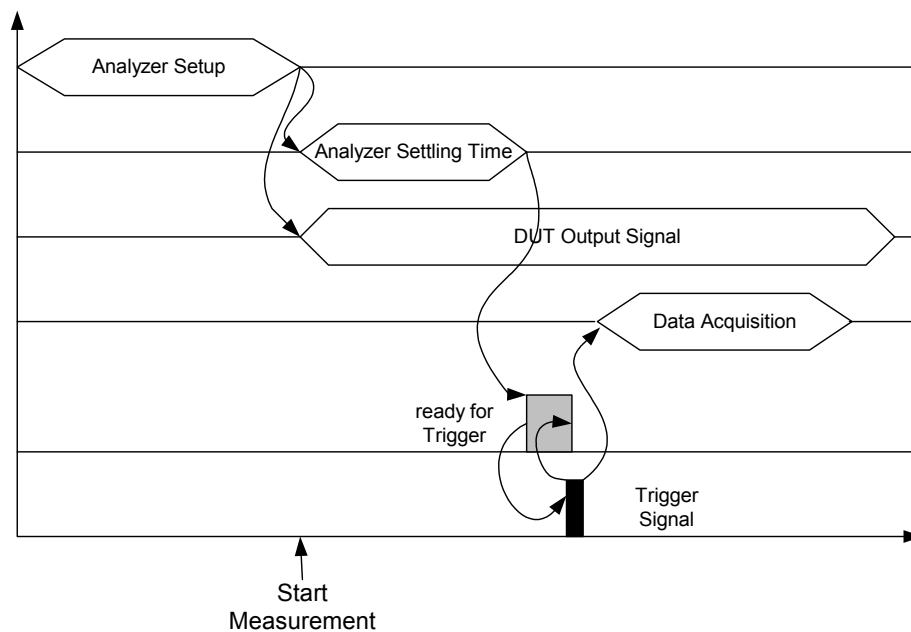 Analyzer Setup
Analyzer Settling Time
DUT Output Signal
Data Acquisition
ready for
Trigger
Trigger
Signal
Start
Measurement